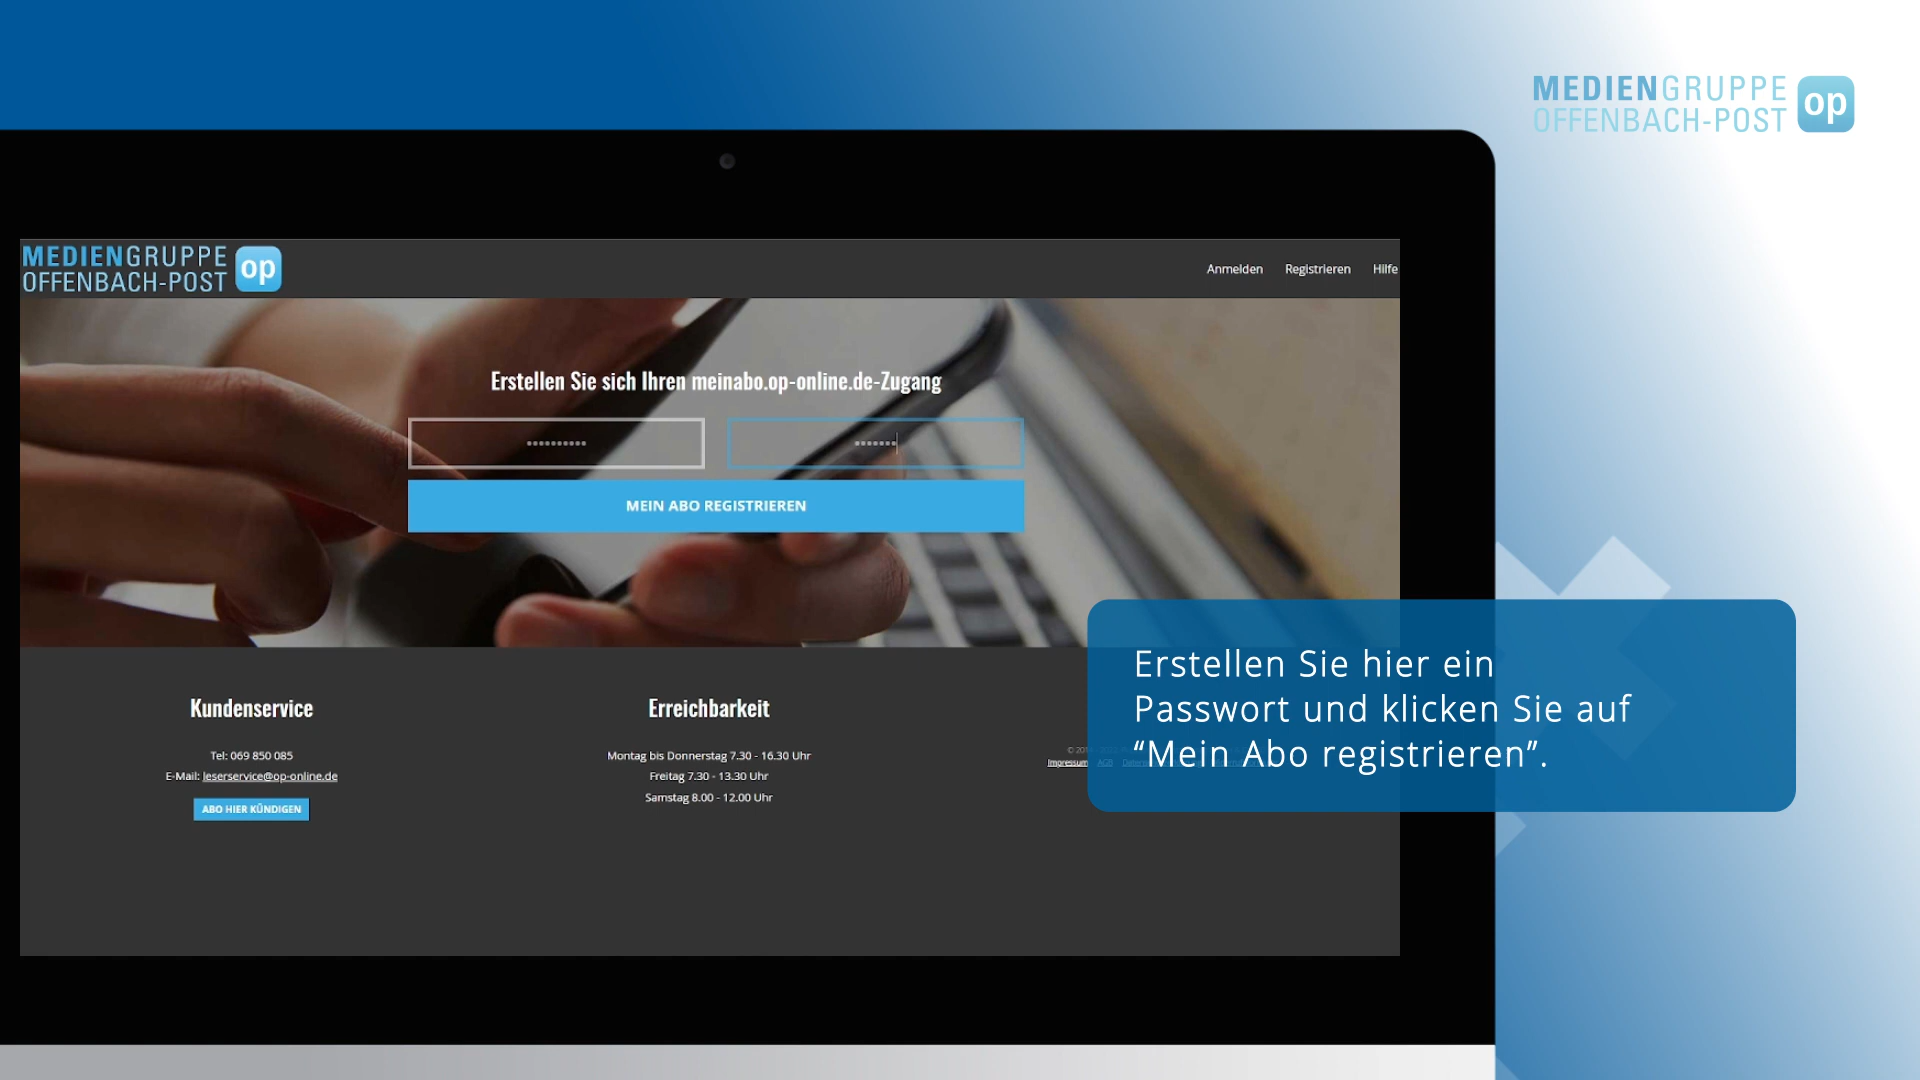 MEDIENGRUPPE
OFFENBACH-POST
op
MEDIENGRUPPE
OFFENBACH-POST
op
Anmelden Registrieren Hilfe
Erstellen Sie sich Ihren meinabo.op-online.de-Zugang
MEIN ABO REGISTRIEREN
Erstellen Sie hier ein
Passwort und klicken Sie auf
“Mein Abo registrieren”.
Kundenservice
Tel: 069 850 085
E-Mail: leserservice@op-online.de
ABO HIER KÜNDIGEN
Erreichbarkeit
Montag bis Donnerstag 7.30 - 16.30 Uhr
Freitag 7.30 - 13.30 Uhr
Samstag 8.00 - 12.00 Uhr
Impressum AGB